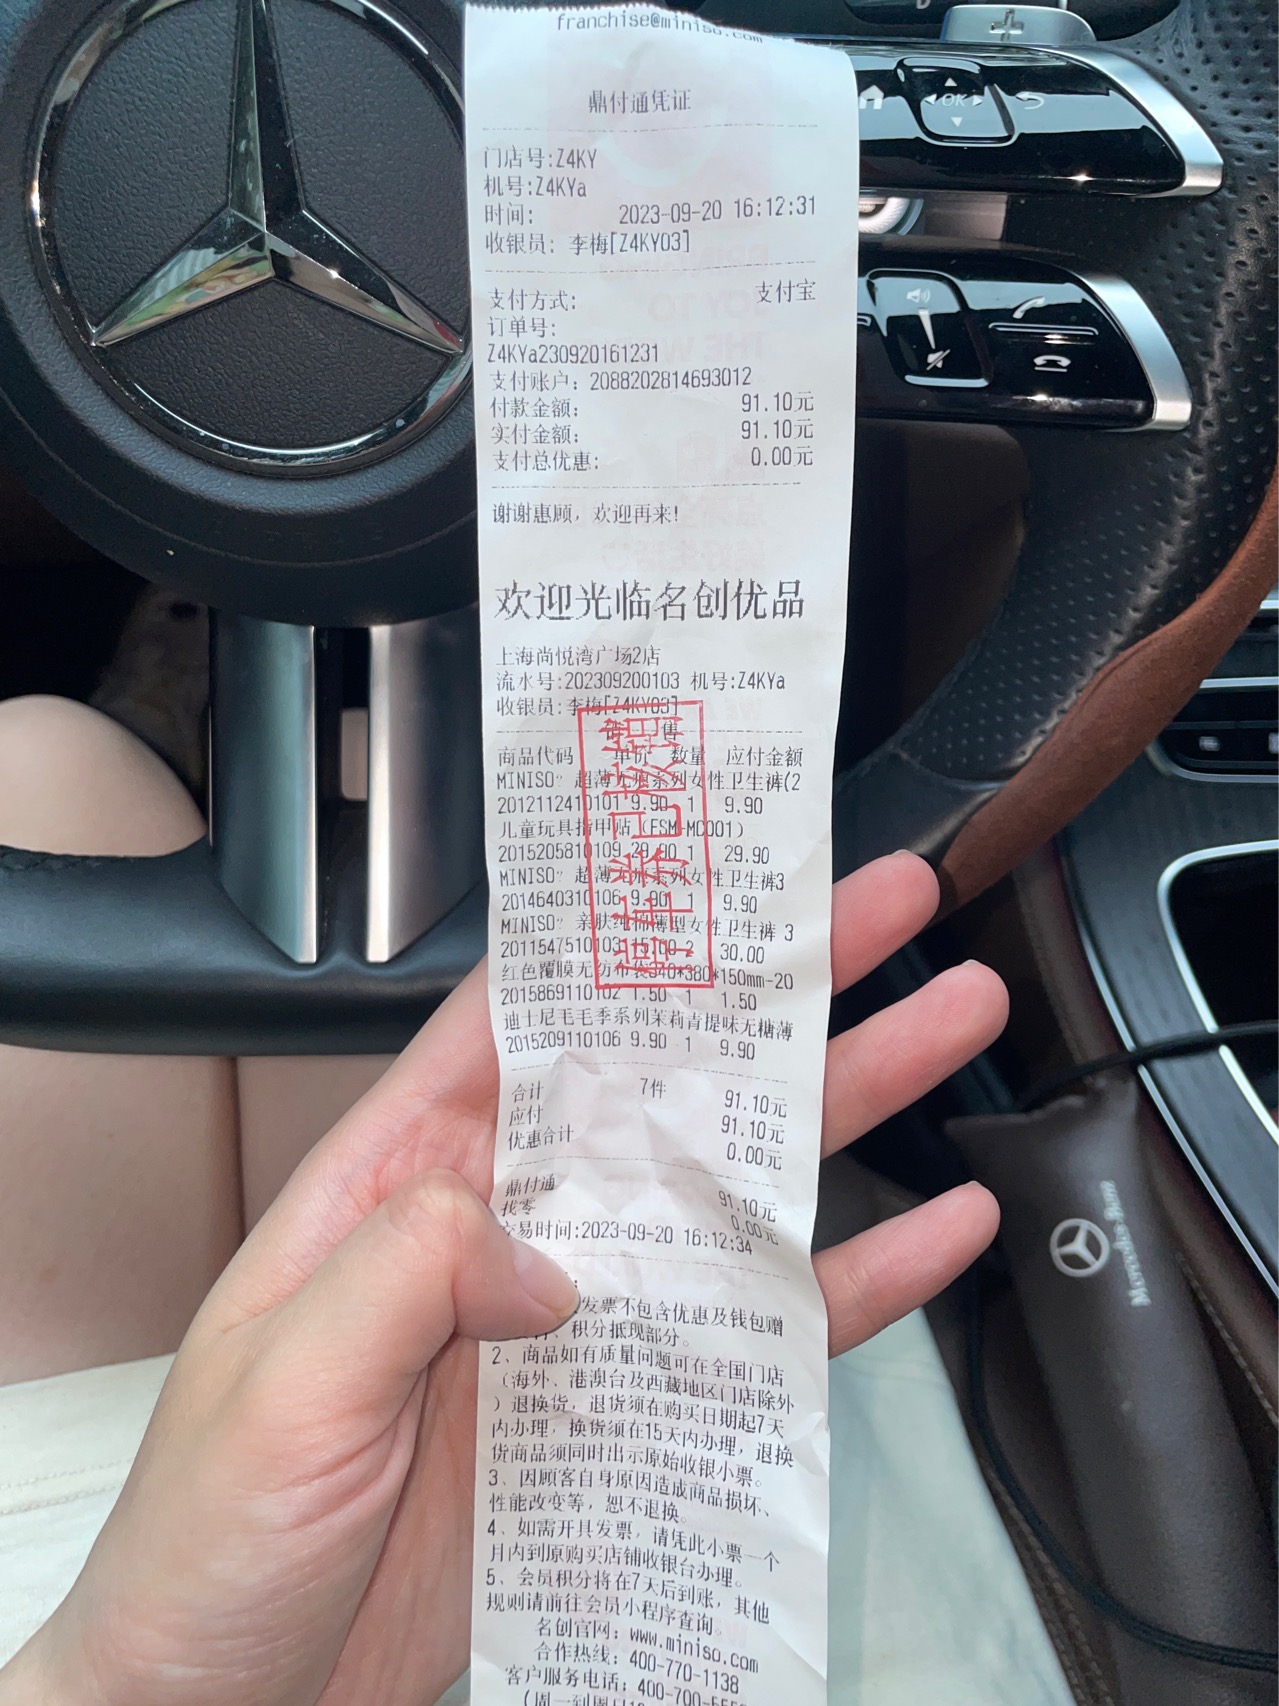 franchise@miniso.com
鼎付通凭证
门店号:Z4KY
机号:Z4KYa
时间: 2023-09-20 16:12:31
收银员: 李梅[Z4KY03]
支付方式: 支付宝
订单号:
Z4KYa230920161231
支付账户: 2088202814693012
付款金额: 91.10元
实付金额: 91.10元
支付总优惠: 0.00元
谢谢惠顾, 欢迎再来!
欢迎光临名创优品
上海尚悦湾广场2店
流水号:202309200103 机号:Z4KYa
收银员:李梅[Z4KY03]
销售
商品代码 单价 数量 应付金额
MINISO? 超薄无痕系列女性卫生裤(2
2012112410101 9.90 1 9.90
儿童玩具指甲贴(FSM-MC001)
2015205810109 29.90 1 29.90
MINISO? 超薄无痕系列女性卫生裤3
2014640310106 9.90 1 9.90
MINISO? 亲肤纯棉薄型女性卫生裤 3
2011547510103 15.00 2 30.00
红色覆膜无纺布袋340*380*150mm-20
2015869110102 1.50 1 1.50
迪士尼毛毛季系列茉莉青提味无糖薄
2015209110106 9.90 1 9.90
合计 7件 91.10元
应付 91.10元
优惠合计 0.00元
鼎付通 91.10元
找零 0.00元
交易时间:2023-09-20 16:12:34
发票不包含优惠及钱包赠
、积分抵现部分。
2、商品如有质量问题可在全国门店
(海外、港澳台及西藏地区门店除外
)退换货, 退货须在购买日期起7天
内办理, 换货须在15天内办理, 退换
货商品须同时出示原始收银小票。
3、因顾客自身原因造成商品损坏、
性能改变等, 恕不退换。
4、如需开具发票, 请凭此小票一个
月内到原购买店铺收银台办理。
5、会员积分将在7天后到账, 其他
规则请前往会员小程序查询。
名创官网: www.miniso.com
合作热线: 400-770-1138
客户服务电话: 400-700-
OK
Mercedes-Benz